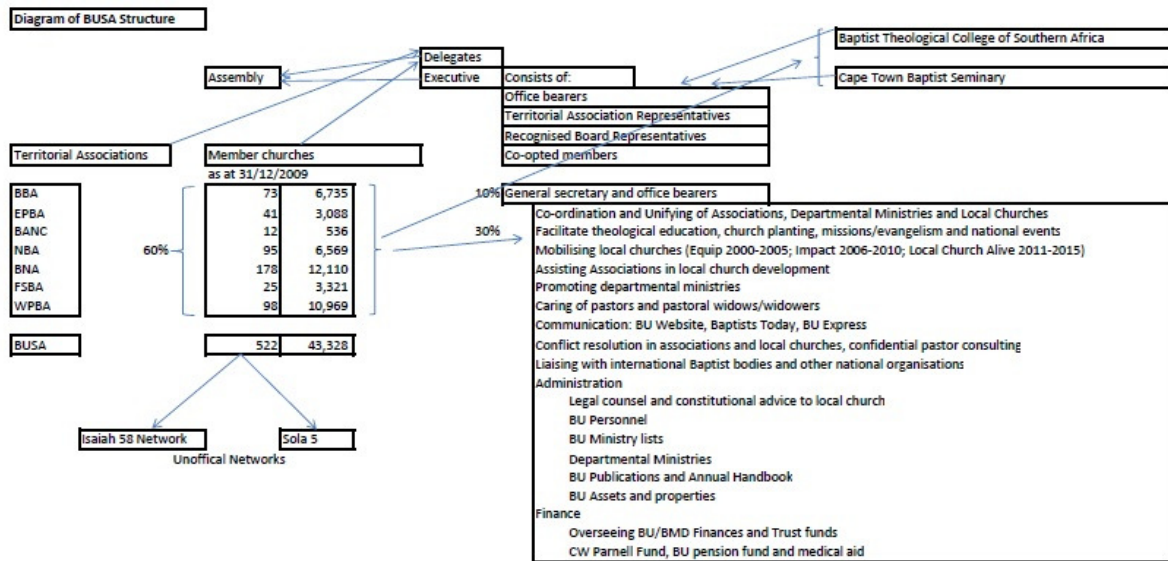 Diagram of BUSA Structure
Baptist Theological College of Southern Africa
Delegates
Assembly Executive Consists of: Cape Town Baptist Seminary
Office bearers
Territorial Association Representatives
Recognised Board Representatives
Territorial Associations Member churches Co-opted members
as at 31/12/2009
BBA 73 6,735 10% General secretary and office bearers
EPBA 41 3,088 Co-ordination and Unifying of Associations, Departmental Ministries and Local Churches
BANC 12 536 30% Facilitate theological education, church planting, missions/evangelism and national events
NBA 60% 95 6,569 Mobilising local churches (Equip 2000-2005; Impact 2006-2010; Local Church Alive 2011-2015)
BNA 178 12,110 Assisting Associations in local church development
FSBA 25 3,321 Promoting departmental ministries
WPBA 98 10,969 Caring of pastors and pastoral widows/widowers
Communication: BU Website, Baptists Today, BU Express
BUSA 522 43,328 Conflict resolution in associations and local churches, confidential pastor consulting
Liasing with international Baptist bodies and other national organisations
Administration
Legal counsel and constitutional advice to local church
Isaiah 58 Network Sola 5 BU Personnel
Unoffical Networks BU Ministry lists
Departmental Ministries
BU Publications and Annual Handbook
BU Assets and properties
Finance
Overseeing BU/BMD Finances and Trust funds
CW Parnell Fund, BU pension fund and medical aid